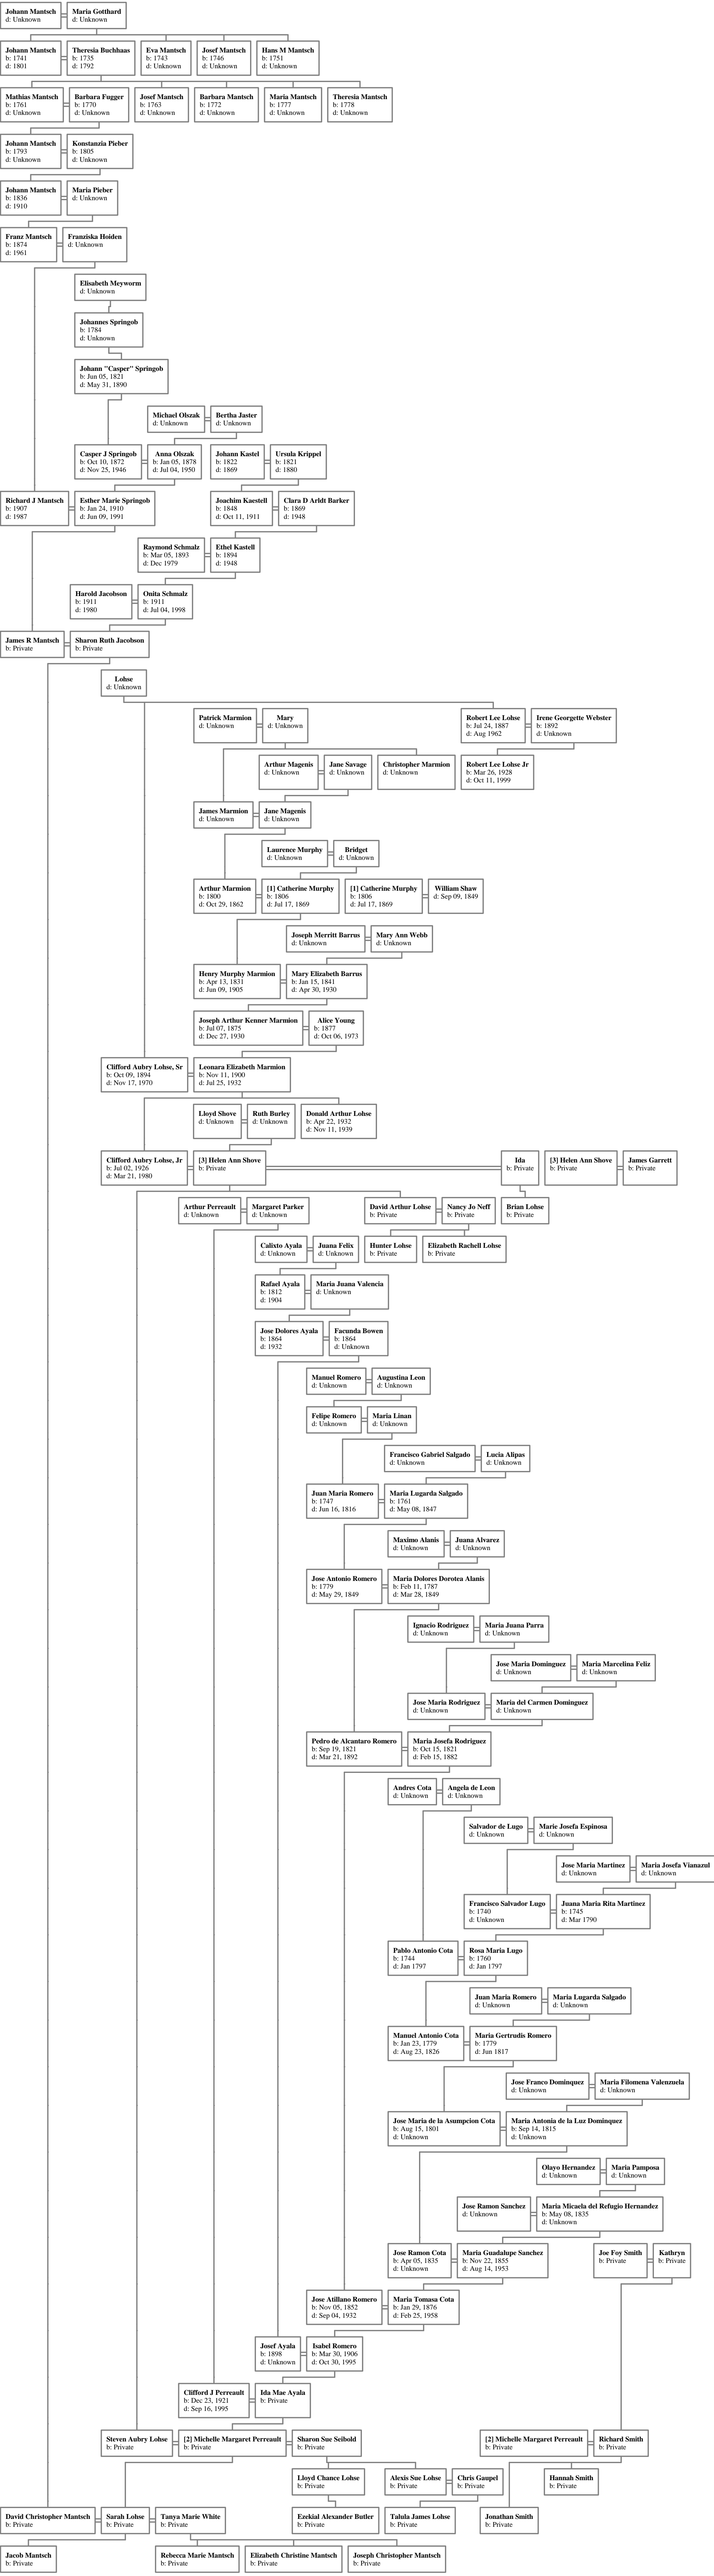 Johann Mantsch
d: Unknown
Maria Gotthard
d: Unknown
Johann Mantsch
b: 1741
d: 1801
Theresia Buchhaas
b: 1735
d: 1792
Eva Mantsch
b: 1743
d: Unknown
Josef Mantsch
b: 1746
d: Unknown
Hans M Mantsch
b: 1751
d: Unknown
Mathias Mantsch
b: 1761
d: Unknown
Barbara Fugger
b: 1770
d: Unknown
Josef Mantsch
b: 1763
d: Unknown
Barbara Mantsch
b: 1772
d: Unknown
Maria Mantsch
b: 1777
d: Unknown
Theresia Mantsch
b: 1778
d: Unknown
Johann Mantsch
b: 1793
d: Unknown
Konstanzia Pieber
b: 1805
d: Unknown
Johann Mantsch
b: 1836
d: 1910
Maria Pieber
d: Unknown
Franz Mantsch
b: 1874
d: 1961
Franziska Hoiden
d: Unknown
Elisabeth Meyworm
d: Unknown
Johannes Springob
b: 1784
d: Unknown
Johann "Casper" Springob
b: Jun 05, 1821
d: May 31, 1890
Michael Olszak
d: Unknown
Bertha Jaster
d: Unknown
Casper J Springob
b: Oct 10, 1872
d: Nov 25, 1946
Anna Olszak
b: Jan 05, 1878
d: Jul 04, 1950
Johann Kastel
b: 1822
d: 1869
Ursula Krippel
b: 1821
d: 1880
Richard J Mantsch
b: 1907
d: 1987
Esther Marie Springob
b: Jan 24, 1910
d: Jun 09, 1991
Joachim Kaestell
b: 1848
d: Oct 11, 1911
Clara D Arldt Barker
b: 1869
d: 1948
Raymond Schmalz
b: Mar 05, 1893
d: Dec 1979
Ethel Kastell
b: 1894
d: 1948
Harold Jacobson
b: 1911
d: 1980
Onita Schmalz
b: 1911
d: Jul 04, 1998
James R Mantsch
b: Private
Sharon Ruth Jacobson
b: Private
Lohse
d: Unknown
Patrick Marmion
d: Unknown
Mary
d: Unknown
Robert Lee Lohse
b: Jul 24, 1887
d: Aug 1962
Irene Georgette Webster
b: 1892
d: Unknown
Arthur Magenis
d: Unknown
Jane Savage
d: Unknown
Christopher Marmion
d: Unknown
Robert Lee Lohse Jr
b: Mar 26, 1928
d: Oct 11, 1999
James Marmion
d: Unknown
Jane Magenis
d: Unknown
Laurence Murphy
d: Unknown
Bridget
d: Unknown
Arthur Marmion
b: 1800
d: Oct 29, 1862
[1] Catherine Murphy
b: 1806
d: Jul 17, 1869
[1] Catherine Murphy
b: 1806
d: Jul 17, 1869
William Shaw
d: Sep 09, 1849
Joseph Merritt Barrus
d: Unknown
Mary Ann Webb
d: Unknown
Henry Murphy Marmion
b: Apr 13, 1831
d: Jun 09, 1905
Mary Elizabeth Barrus
b: Jan 15, 1841
d: Apr 30, 1930
Joseph Arthur Kenner Marmion
b: Jul 07, 1875
d: Dec 27, 1930
Alice Young
b: 1877
d: Oct 06, 1973
Clifford Aubry Lohse, Sr
b: Oct 09, 1894
d: Nov 17, 1970
Leonara Elizabeth Marmion
b: Nov 11, 1900
d: Jul 25, 1932
Lloyd Shove
d: Unknown
Ruth Burley
d: Unknown
Donald Arthur Lohse
b: Apr 22, 1932
d: Nov 11, 1939
Clifford Aubry Lohse, Jr
b: Jul 02, 1926
d: Mar 21, 1980
[3] Helen Ann Shove
b: Private
Ida
b: Private
[3] Helen Ann Shove
b: Private
James Garrett
b: Private
Arthur Perreault
d: Unknown
Margaret Parker
d: Unknown
David Arthur Lohse
b: Private
Nancy Jo Neff
b: Private
Brian Lohse
b: Private
Calixto Ayala
d: Unknown
Juana Felix
d: Unknown
Hunter Lohse
b: Private
Elizabeth Rachell Lohse
b: Private
Rafael Ayala
b: 1812
d: 1904
Maria Juana Valencia
d: Unknown
Jose Dolores Ayala
b: 1864
d: 1932
Facunda Bowen
b: 1864
d: Unknown
Manuel Romero
d: Unknown
Augustina Leon
d: Unknown
Felipe Romero
d: Unknown
Maria Linan
d: Unknown
Francisco Gabriel Salgado
d: Unknown
Lucia Alipas
d: Unknown
Juan Maria Romero
b: 1747
d: Jun 16, 1816
Maria Lugarda Salgado
b: 1761
d: May 08, 1847
Maximo Alanis
d: Unknown
Juana Alvarez
d: Unknown
Jose Antonio Romero
b: 1779
d: May 29, 1849
Maria Dolores Dorotea Alanis
b: Feb 11, 1787
d: Mar 28, 1849
Ignacio Rodriguez
d: Unknown
Maria Juana Parra
d: Unknown
Jose Maria Dominguez
d: Unknown
Maria Marcelina Feliz
d: Unknown
Jose Maria Rodriguez
d: Unknown
Maria del Carmen Dominguez
d: Unknown
Pedro de Alcantaro Romero
b: Sep 19, 1821
d: Mar 21, 1892
Maria Josefa Rodriguez
b: Oct 15, 1821
d: Feb 15, 1882
Andres Cota
d: Unknown
Angela de Leon
d: Unknown
Salvador de Lugo
d: Unknown
Marie Josefa Espinosa
d: Unknown
Jose Maria Martinez
d: Unknown
Maria Josefa Vianazul
d: Unknown
Francisco Salvador Lugo
b: 1740
d: Unknown
Juana Maria Rita Martinez
b: 1745
d: Mar 1790
Pablo Antonio Cota
b: 1744
d: Jan 1797
Rosa Maria Lugo
b: 1760
d: Jan 1797
Juan Maria Romero
d: Unknown
Maria Lugarda Salgado
d: Unknown
Manuel Antonio Cota
b: Jan 23, 1779
d: Aug 23, 1826
Maria Gertrudis Romero
b: 1779
d: Jun 1817
Jose Franco Dominquez
d: Unknown
Maria Filomena Valenzuela
d: Unknown
Jose Maria de la Asumpcion Cota
b: Aug 15, 1801
d: Unknown
Maria Antonia de la Luz Dominquez
b: Sep 14, 1815
d: Unknown
Olayo Hernandez
d: Unknown
Maria Pamposa
d: Unknown
Jose Ramon Sanchez
d: Unknown
Maria Micaela del Refugio Hernandez
b: May 08, 1835
d: Unknown
Jose Ramon Cota
b: Apr 05, 1835
d: Unknown
Maria Guadalupe Sanchez
b: Nov 22, 1855
d: Aug 14, 1953
Joe Foy Smith
b: Private
Kathryn
b: Private
Jose Atillano Romero
b: Nov 05, 1852
d: Sep 04, 1932
Maria Tomasa Cota
b: Jan 29, 1876
d: Feb 25, 1958
Josef Ayala
b: 1898
d: Unknown
Isabel Romero
b: Mar 30, 1906
d: Oct 30, 1995
Clifford J Perreault
b: Dec 23, 1921
d: Sep 16, 1995
Ida Mae Ayala
b: Private
Steven Aubry Lohse
b: Private
[2] Michelle Margaret Perreault
b: Private
Sharon Sue Seibold
b: Private
[2] Michelle Margaret Perreault
b: Private
Richard Smith
b: Private
Lloyd Chance Lohse
b: Private
Alexis Sue Lohse
b: Private
Chris Gaupel
b: Private
Hannah Smith
b: Private
David Christopher Mantsch
b: Private
Sarah Lohse
b: Private
Tanya Marie White
b: Private
Ezekial Alexander Butler
b: Private
Talula James Lohse
b: Private
Jonathan Smith
b: Private
Jacob Mantsch
b: Private
Rebecca Marie Mantsch
b: Private
Elizabeth Christine Mantsch
b: Private
Joseph Christopher Mantsch
b: Private